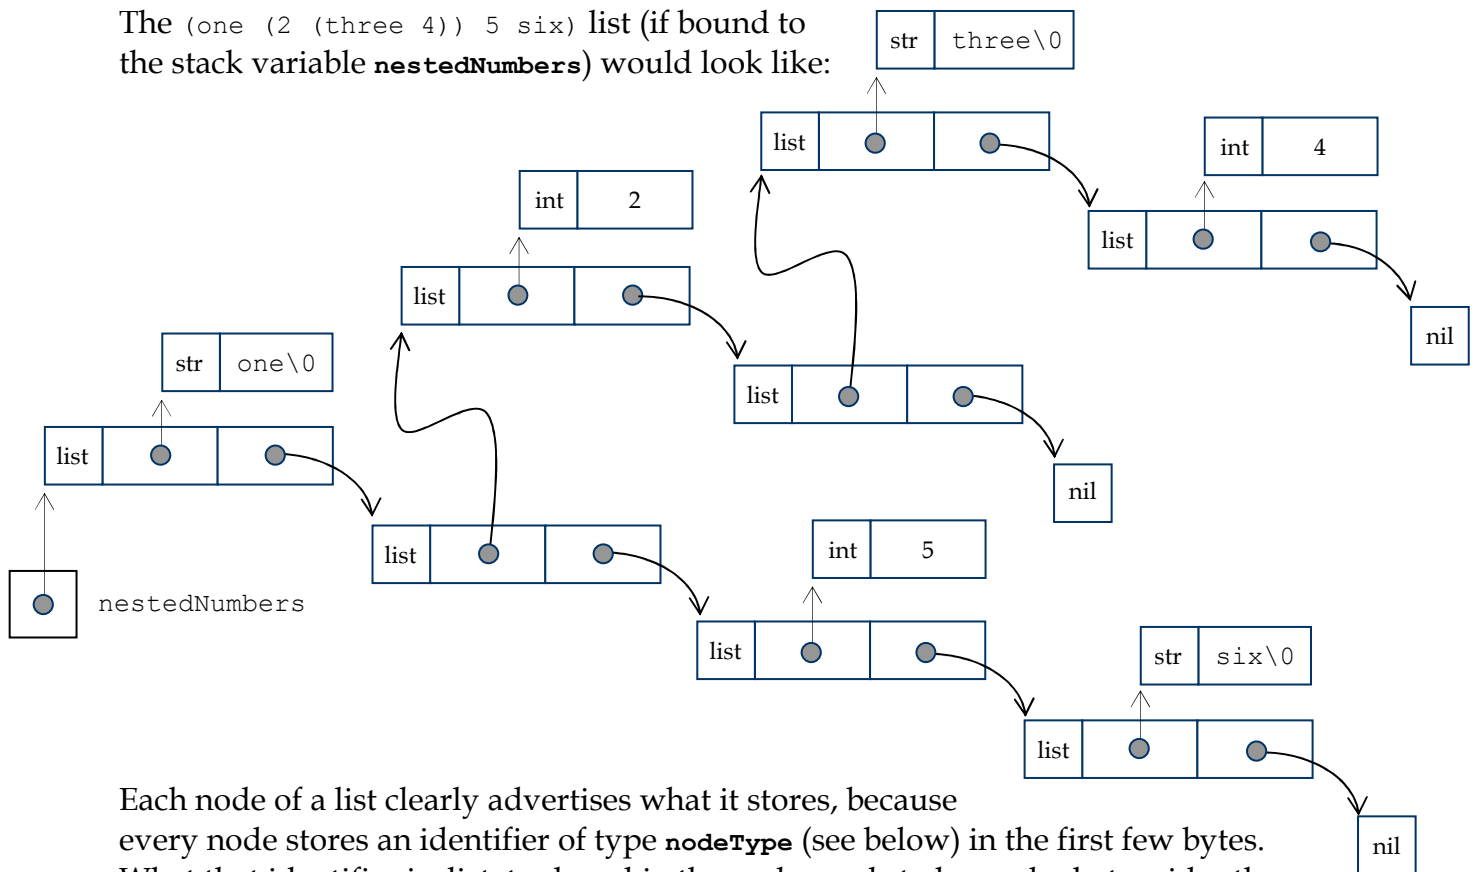 The (one (2 (three 4)) 5 six) list (if bound to
the stack variable nestedNumbers) would look like:
str three\0
list
int 4
int 2
list
list
nil
str one\0
list
list
nil
list
int 5
nestedNumbers
list
str six\0
list
nil
Each node of a list clearly advertises what it stores, because
every node stores an identifier of type nodeType (see below) in the first few bytes.